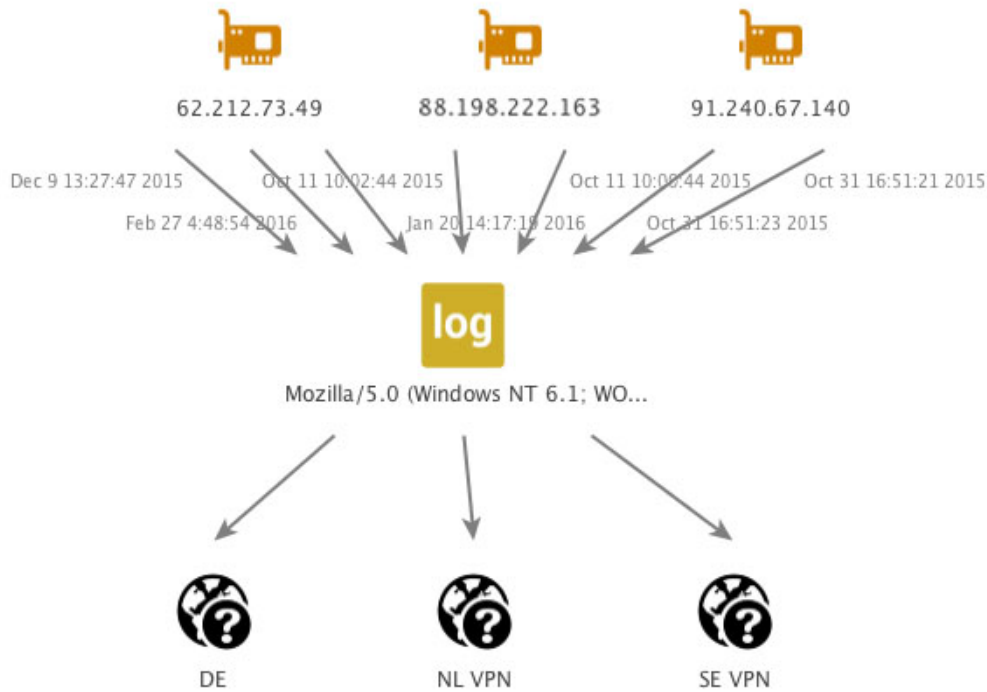 62.212.73.49 88.198.222.163 91.240.67.140
Dec 9 13:27:47 2015 Oct 11 10:02:44 2015 Oct 11 10:00:44 2015 Oct 31 16:51:21 2015
Feb 27 4:48:54 2016 Jan 20 14:17:19 2016 Oct 31 16:51:23 2015
log
Mozilla/5.0 (Windows NT 6.1; WO...
? ? ?
DE NL VPN SE VPN